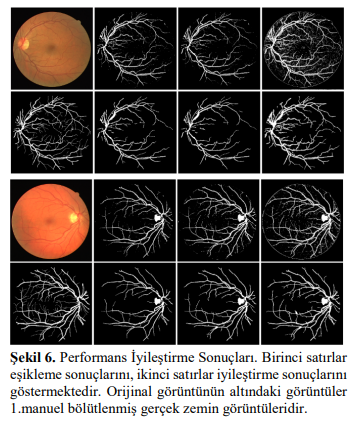 Şekil 6. Performans İyileştirme Sonuçları. Birinci satırlar
eşikleme sonuçlarını, ikinci satırlar iyileştirme sonuçlarını
göstermektedir. Orijinal görüntünün altındaki görüntüler
1.manuel bölütlenmiş gerçek zemin görüntüleridir.